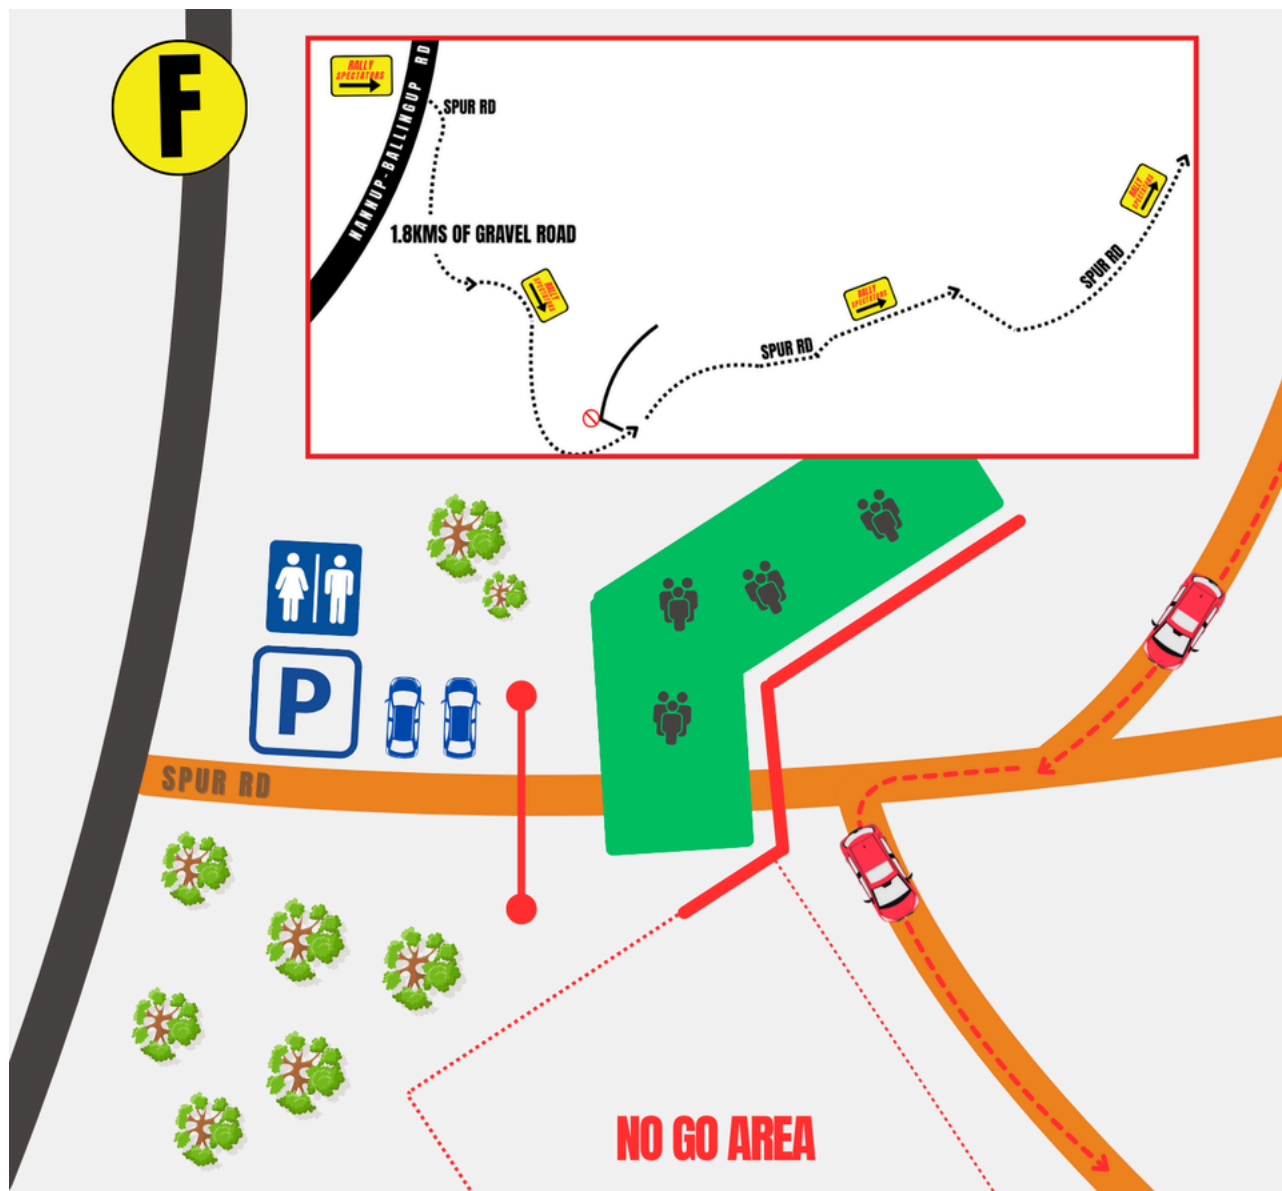 F
RALLY
SPECTATORS
NANNUP-BALLINGUP RD
SPUR RD
1.8KMS OF GRAVEL ROAD
RALLY
SPECTATORS
RALLY
SPECTATORS
SPUR RD
RALLY
SPECTATORS
SPUR RD
P
SPUR RD
NO GO AREA